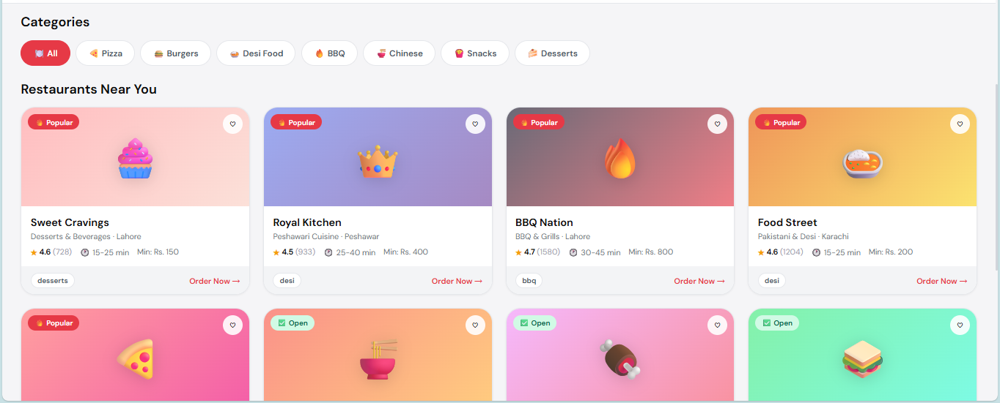 Categories
All Pizza Burgers Desi Food BBQ Chinese Snacks Desserts
Restaurants Near You
Popular Popular Popular Popular
Sweet Cravings Royal Kitchen BBQ Nation Food Street
Desserts & Beverages · Lahore Peshawari Cuisine · Peshawar BBQ & Grills · Lahore Pakistani & Desi · Karachi
★ 4.6 (728) 15-25 min Min: Rs. 150 ★ 4.5 (933) 25-40 min Min: Rs. 400 ★ 4.7 (1580) 30-45 min Min: Rs. 800 ★ 4.6 (1204) 15-25 min Min: Rs. 200
desserts Order Now → desi Order Now → bbq Order Now → desi Order Now →
Popular Open Open Open